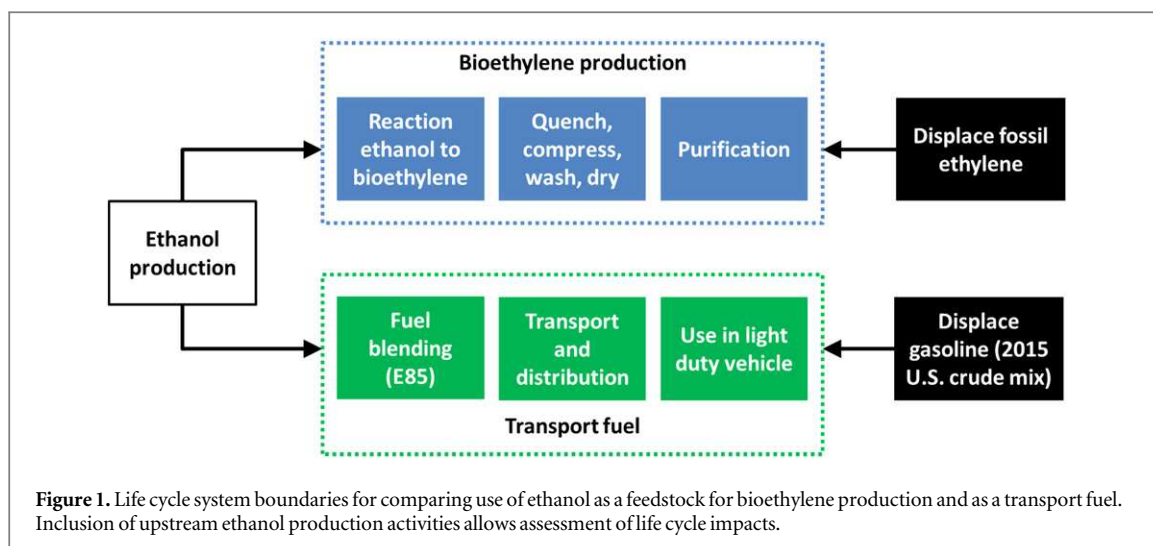 Bioethylene production
Reaction
ethanol to
bioethylene
Quench,
compress,
wash, dry
Purification
Displace fossil
ethylene
Ethanol
production
Fuel
blending
(E85)
Transport
and
distribution
Use in light
duty vehicle
Displace
gasoline (2015
U.S. crude mix)
Transport fuel
Figure 1. Life cycle system boundaries for comparing use of ethanol as a feedstock for bioethylene production and as a transport fuel.
Inclusion of upstream ethanol production activities allows assessment of life cycle impacts.